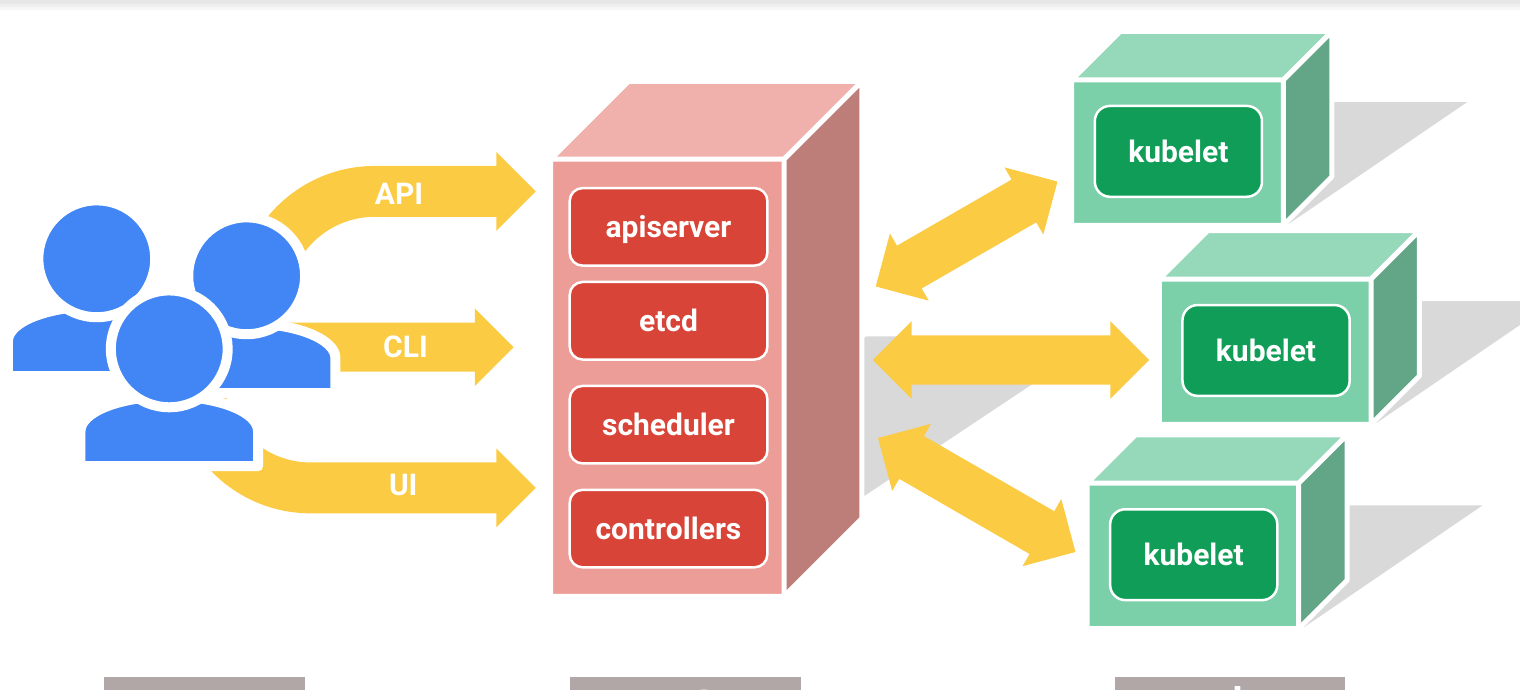 API
CLI
UI
apiserver
etcd
scheduler
controllers
kubelet
kubelet
kubelet